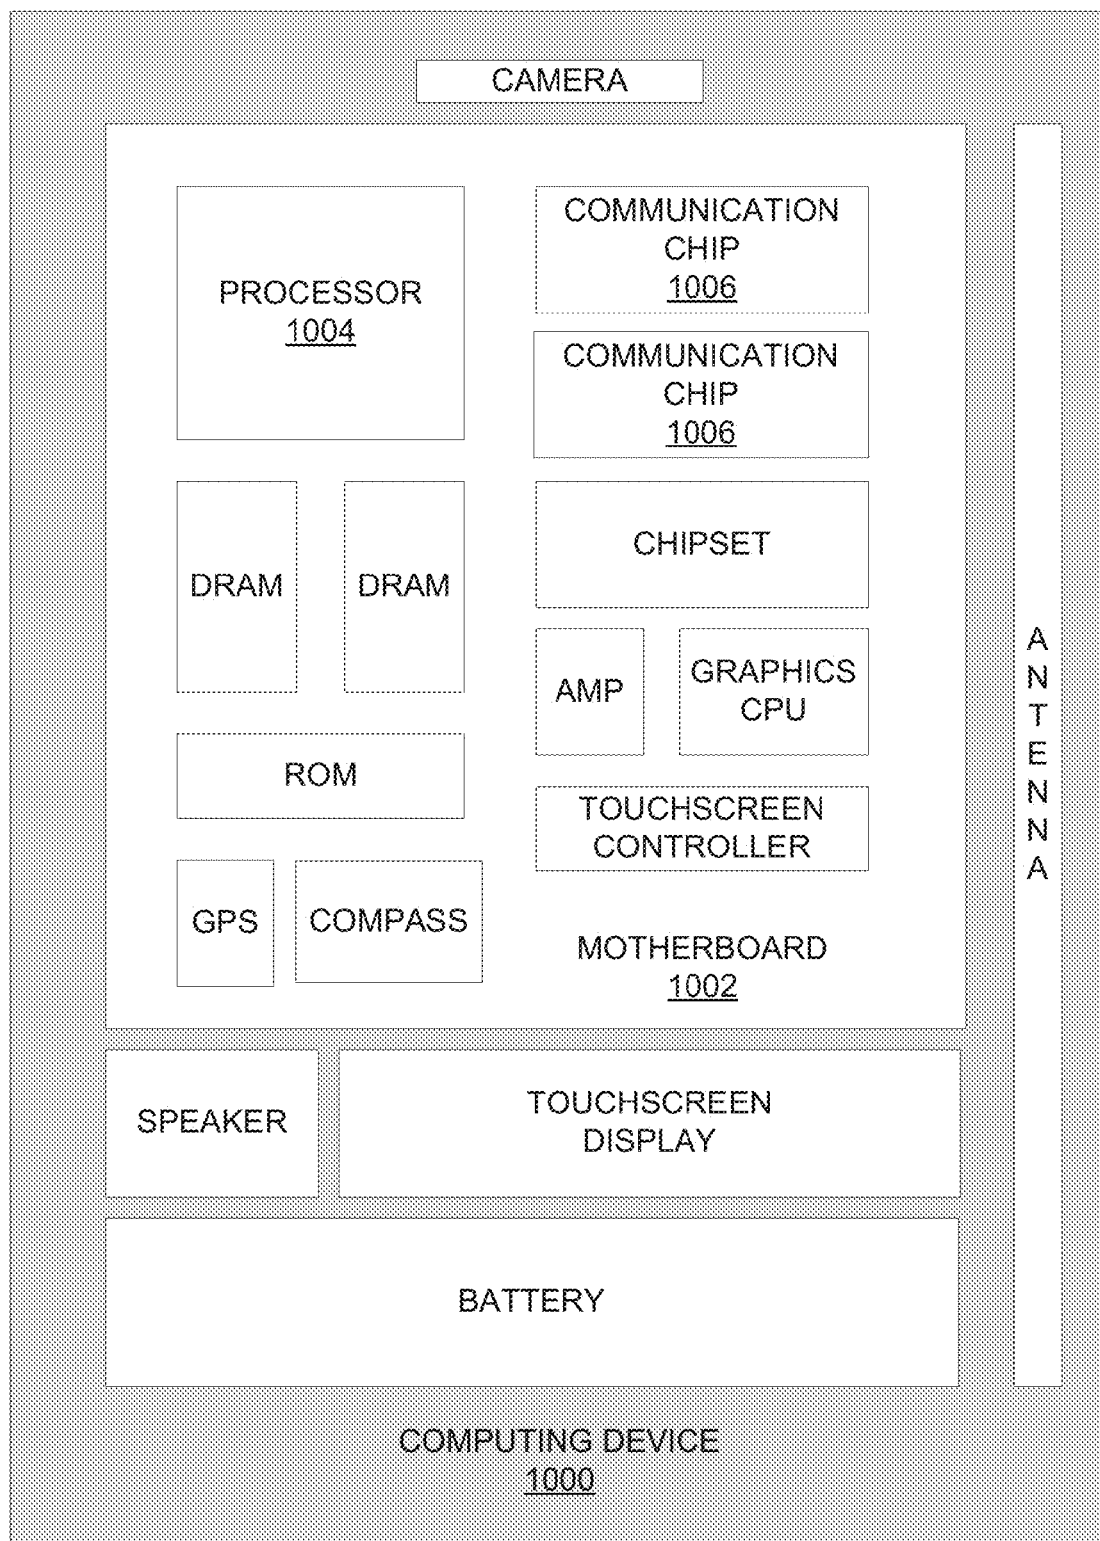 CAMERA
PROCESSOR
1004
COMMUNICATION
CHIP
1006
COMMUNICATION
CHIP
1006
DRAM
DRAM
CHIPSET
AMP
GRAPHICS
CPU
ROM
TOUCHSCREEN
CONTROLLER
GPS
COMPASS
MOTHERBOARD
1002
ANTENNA
SPEAKER
TOUCHSCREEN
DISPLAY
BATTERY
COMPUTING DEVICE
1000